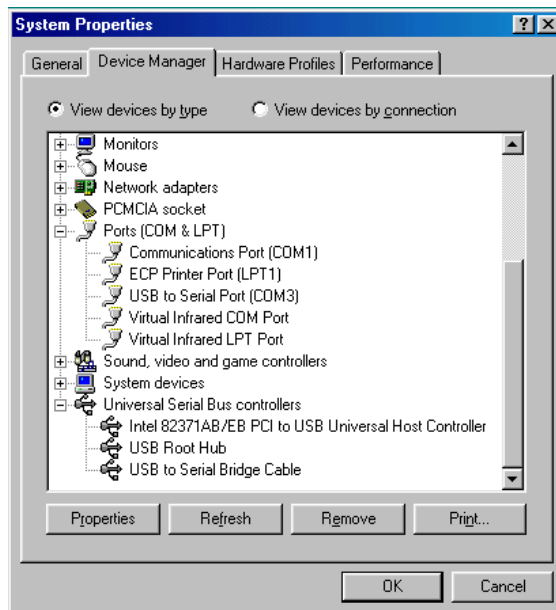 System Properties
General Device Manager Hardware Profiles Performance
View devices by type View devices by connection
Monitors
Mouse
Network adapters
PCMCIA socket
Ports (COM & LPT)
Communications Port (COM1)
ECP Printer Port (LPT1)
USB to Serial Port (COM3)
Virtual Infrared COM Port
Virtual Infrared LPT Port
Sound, video and game controllers
System devices
Universal Serial Bus controllers
Intel 82371AB/EB PCI to USB Universal Host Controller
USB Root Hub
USB to Serial Bridge Cable
Properties Refresh Remove Print...
OK Cancel